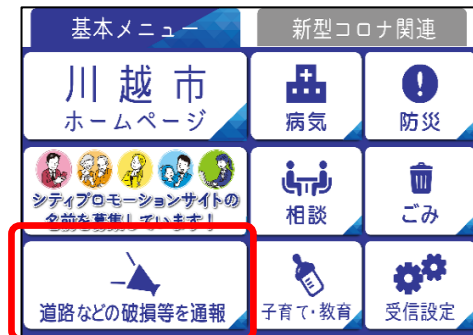 基本メニュー
新型コロナ関連
川越市
ホームページ
病気
防災
シティプロモーションサイトの
名前を募集しています!
相談
ごみ
道路などの破損等を通報
子育て・教育
受信設定